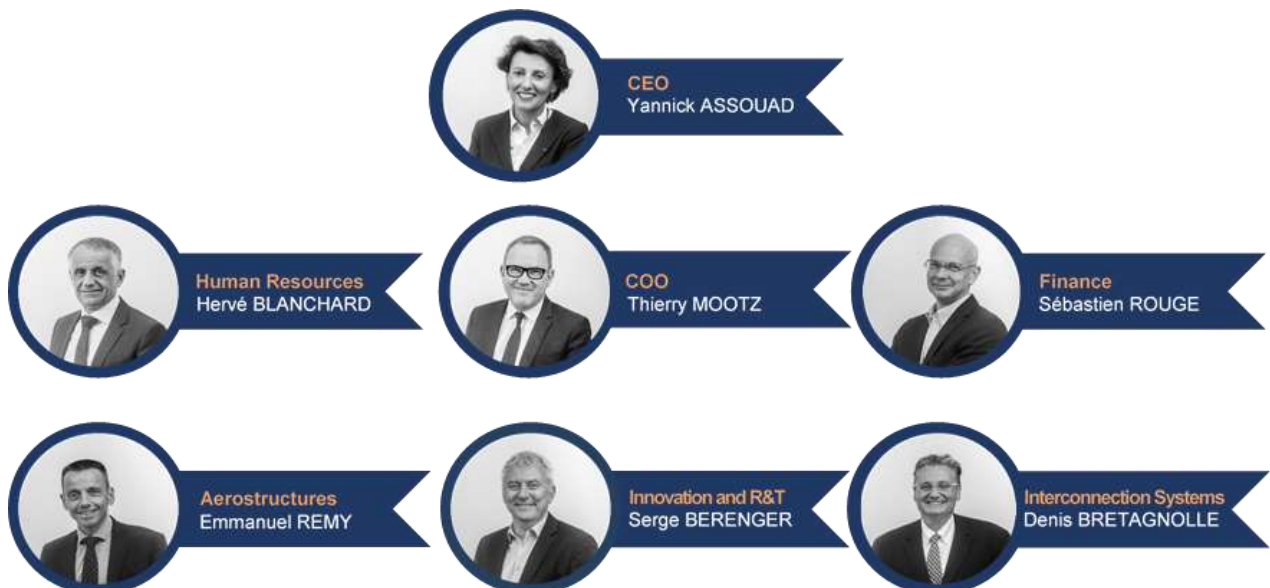 CEO
Yannick ASSOUAD
Human Resources
Hervé BLANCHARD
COO
Thierry MOOTZ
Finance
Sébastien ROUGE
Aerostructures
Emmanuel REMY
Innovation and R&T
Serge BERENGER
Interconnection Systems
Denis BRETAGNOLLE